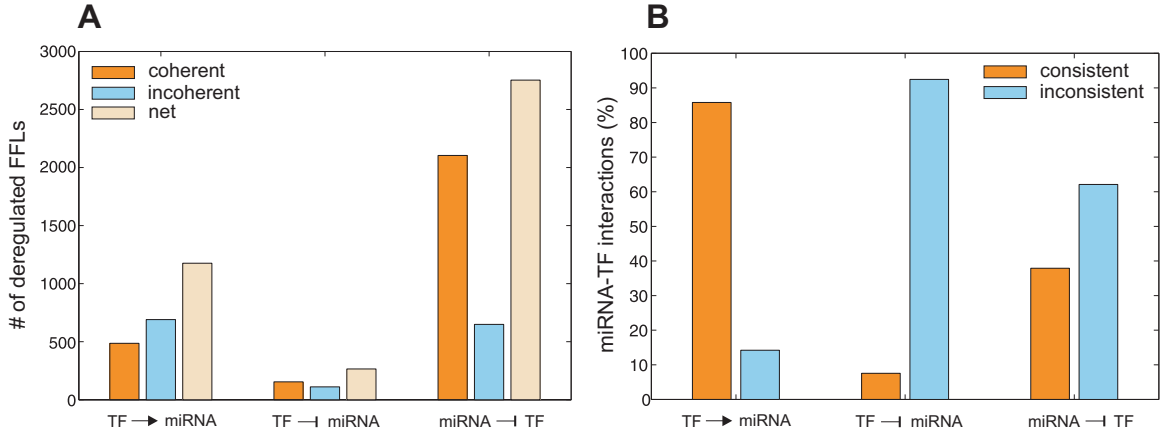 A
# of deregulated FFLs
3000
2500
2000
1500
1000
500
0
coherent
incoherent
net
TF → miRNA
TF ⊣ miRNA
miRNA ⊣ TF
B
miRNA-TF interactions (%)
100
90
80
70
60
50
40
30
20
10
0
consistent
inconsistent
TF → miRNA
TF ⊣ miRNA
miRNA ⊣ TF